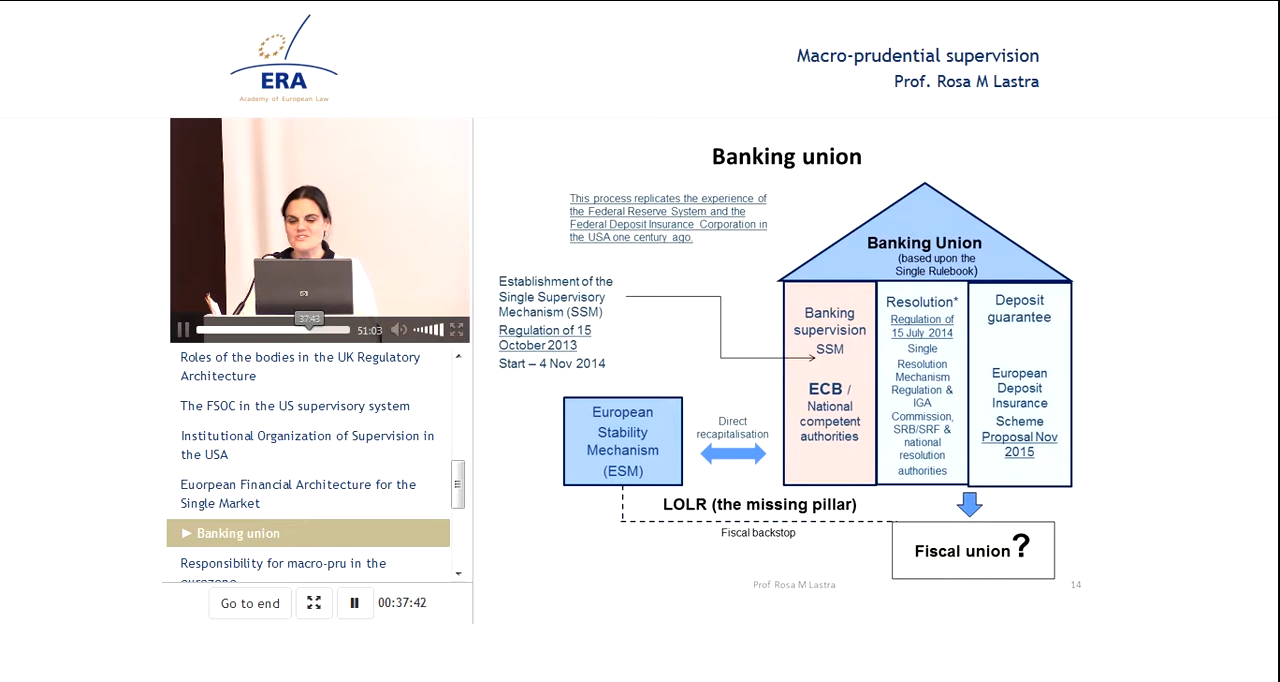 ERA
Academy of European Law
Macro-prudential supervision
Prof. Rosa M Lastra
37:43
51:03
Roles of the bodies in the UK Regulatory
Architecture
The FSOC in the US supervisory system
Institutional Organization of Supervision in
the USA
Euorpean Financial Architecture for the
Single Market
► Banking union
Responsibility for macro-pru in the
eurozone
Go to end
00:37:42
Banking union
This process replicates the experience of
the Federal Reserve System and the
Federal Deposit Insurance Corporation in
the USA one century ago.
Establishment of the
Single Supervisory
Mechanism (SSM)
Regulation of 15
October 2013
Start – 4 Nov 2014
European
Stability
Mechanism
(ESM)
Direct
recapitalisation
Banking Union
(based upon the
Single Rulebook)
Banking
supervision
SSM
ECB /
National
competent
authorities
Resolution*
Regulation of
15 July 2014
Single
Resolution
Mechanism
Regulation &
IGA
Commission,
SRB/SRF &
national
resolution
authorities
Deposit
guarantee
European
Deposit
Insurance
Scheme
Proposal Nov
2015
LOLR (the missing pillar)
Fiscal backstop
Fiscal union?
Prof Rosa M Lastra
14